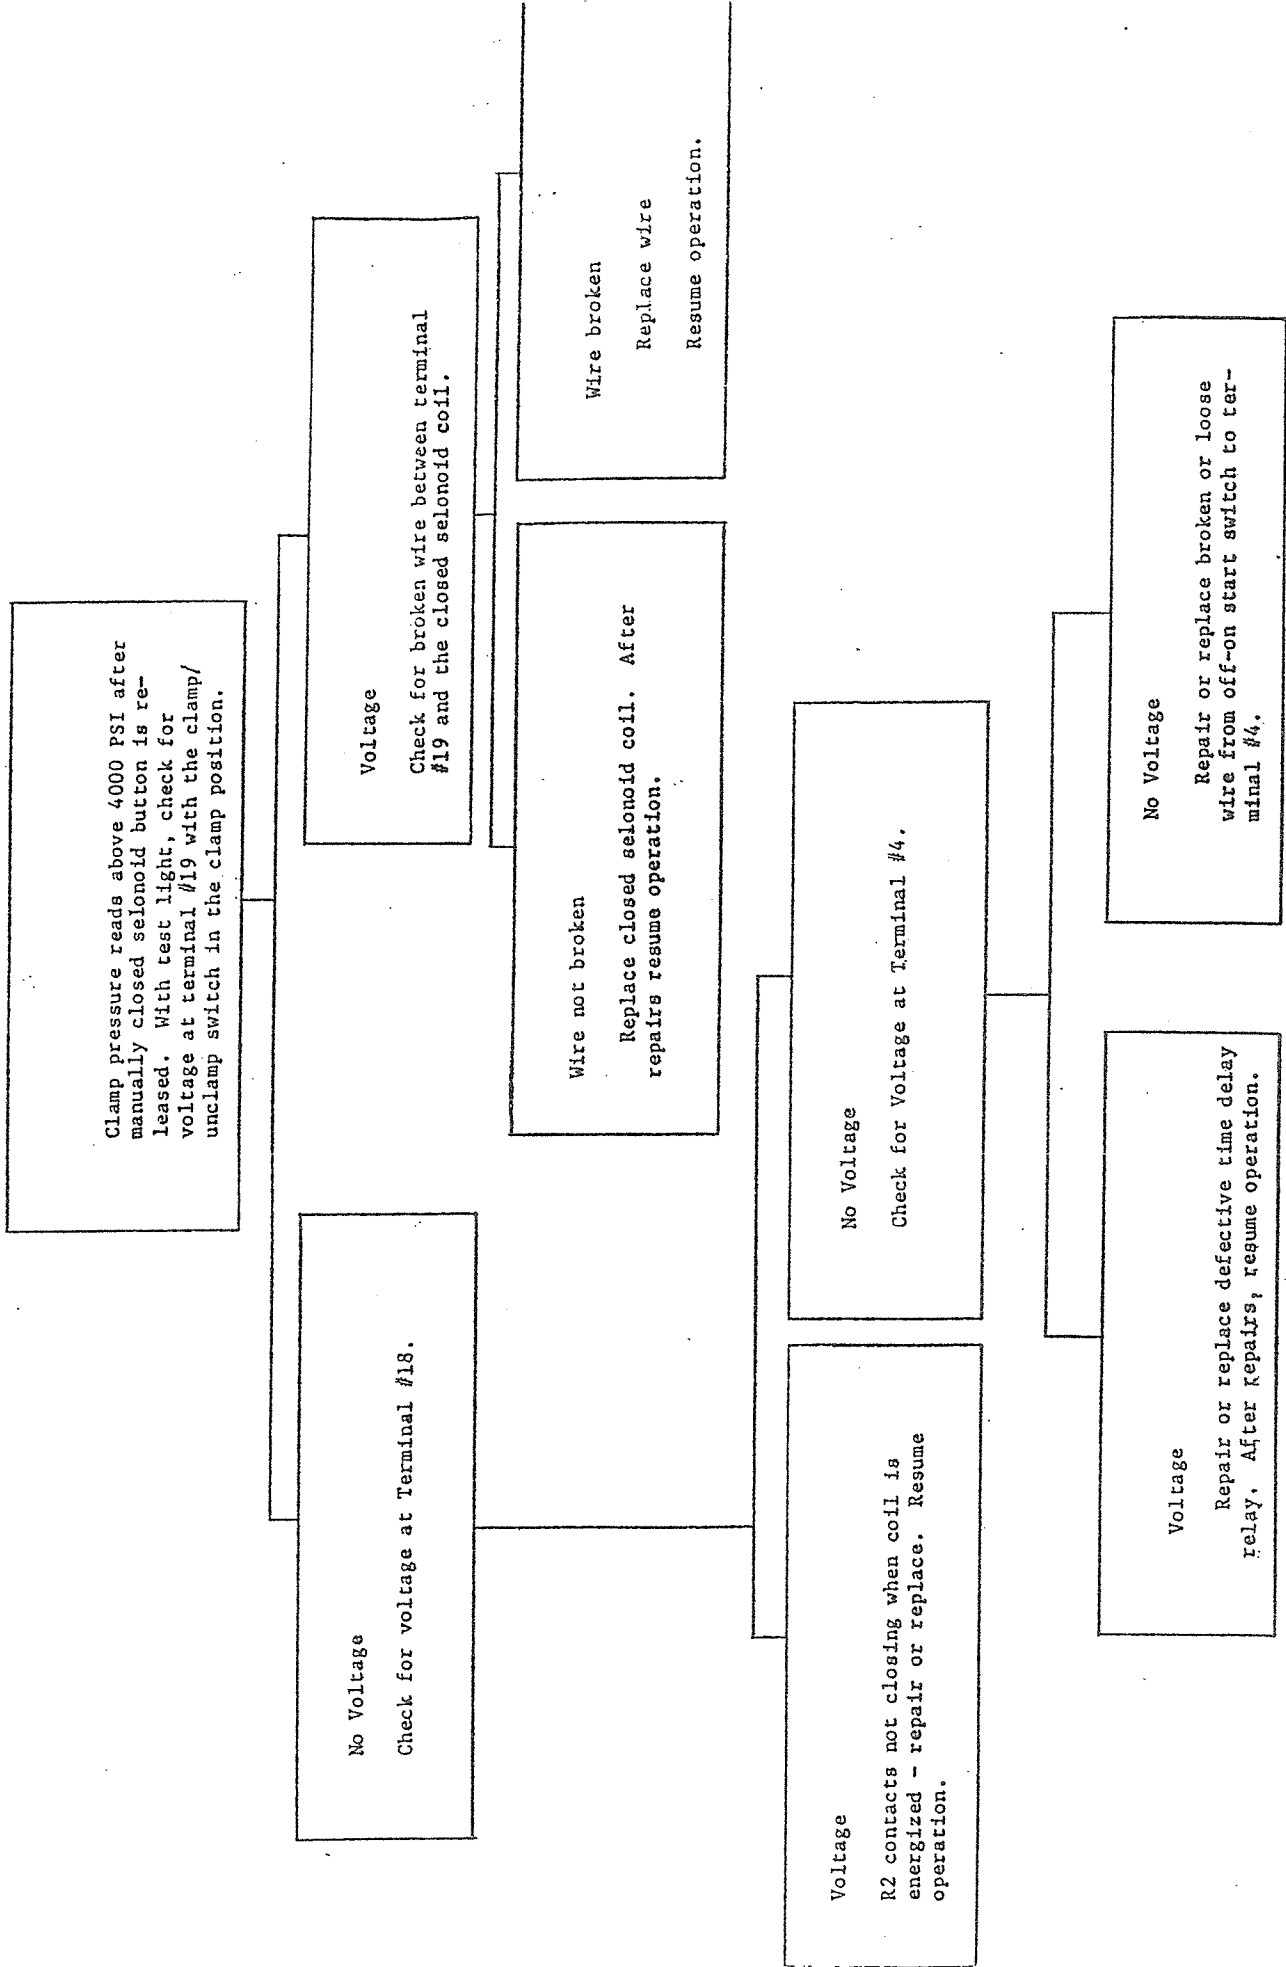 Clamp pressure reads above 4000 PSI after
manually closed selonoid button is re-
leased. With test light, check for
voltage at terminal #19 with the clamp/
unclamp switch in the clamp position.
No Voltage
Check for voltage at Terminal #18.
Voltage
Check for broken wire between terminal
#19 and the closed selonoid coil.
Wire not broken
Replace closed selonoid coil. After
repairs resume operation.
Wire broken
Replace wire
Resume operation.
Voltage
R2 contacts not closing when coil is
energized - repair or replace. Resume
operation.
No Voltage
Check for Voltage at Terminal #4.
Voltage
Repair or replace defective time delay
relay. After repairs, resume operation.
No Voltage
Repair or replace broken or loose
wire from off-on start switch to ter-
minal #4.